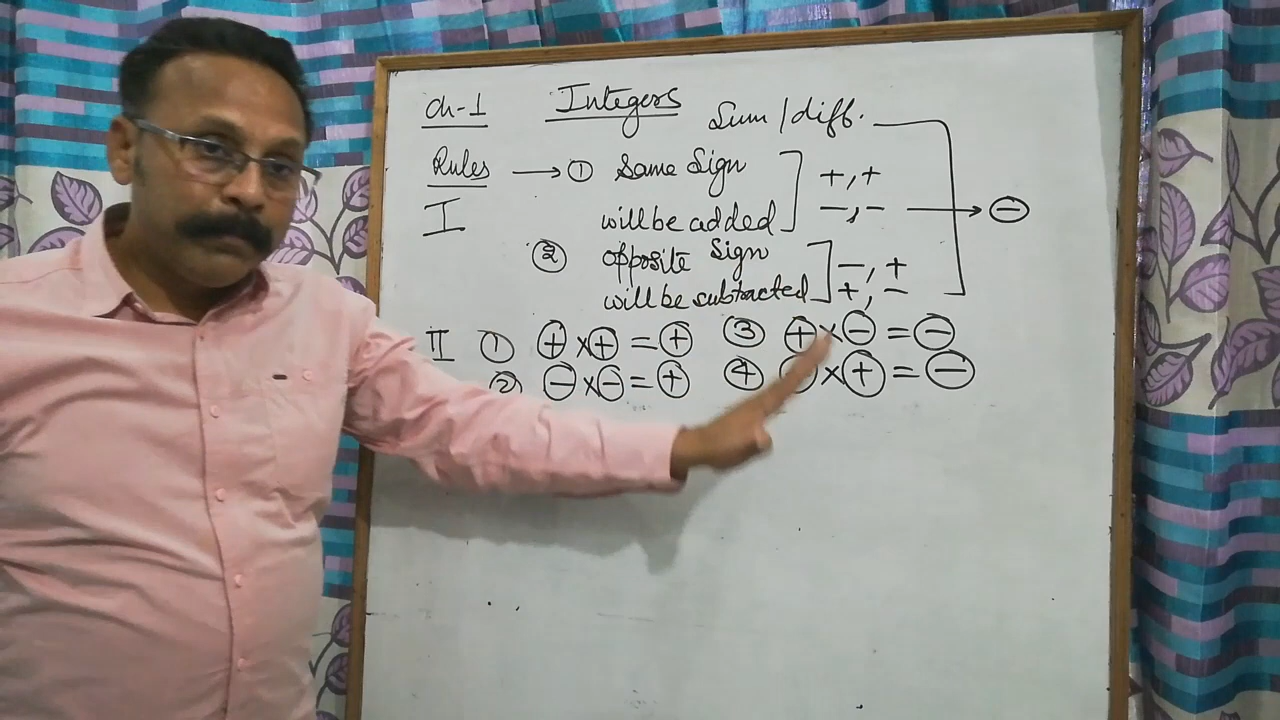 Ch-1 Integers Sum/diff.
Rules → ① Same Sign +,+
I will be added -,- → ⊖
② opposite Sign -,+
will be subtracted +,-
II ① ⊕ × ⊕ = ⊕ ③ ⊕ × ⊖ = ⊖
② ⊖ × ⊖ = ⊕ ④ × ⊕ = ⊖